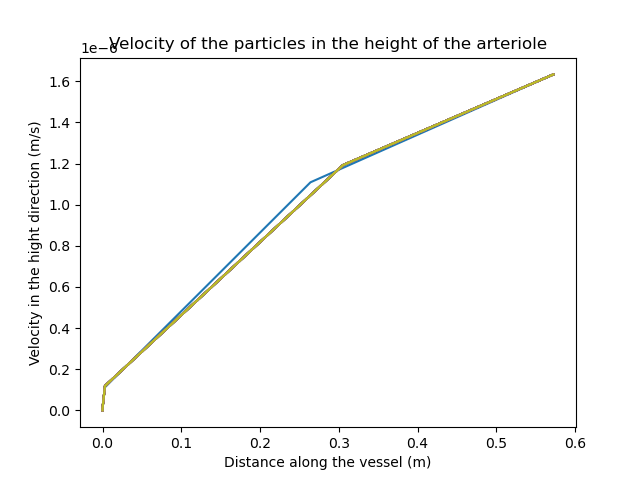 Velocity of the particles in the height of the arteriole
1e−6
1.6
1.4
1.2
1.0
0.8
0.6
0.4
0.2
0.0
Velocity in the hight direction (m/s)
0.0 0.1 0.2 0.3 0.4 0.5 0.6
Distance along the vessel (m)